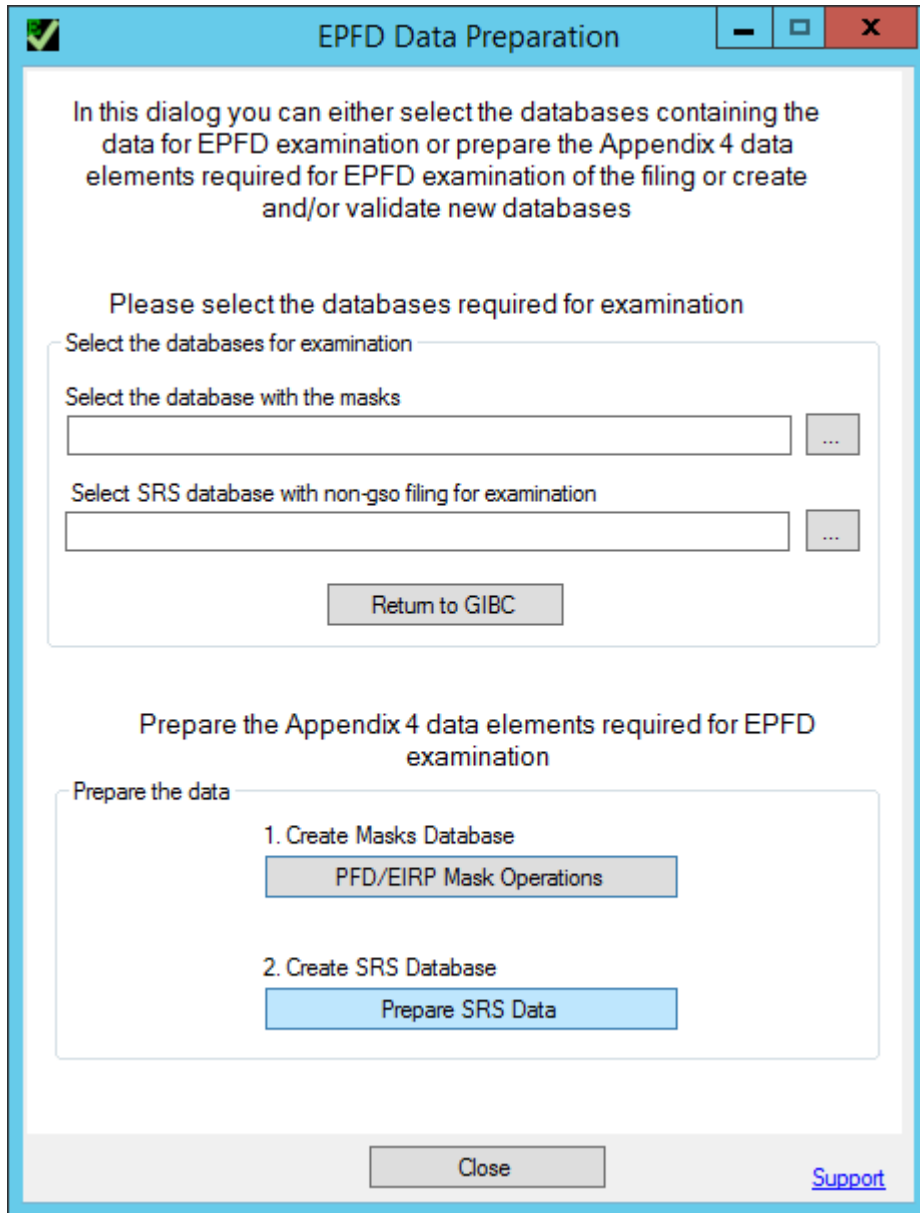 EPFD Data Preparation
In this dialog you can either select the databases containing the
data for EPFD examination or prepare the Appendix 4 data
elements required for EPFD examination of the filing or create
and/or validate new databases
Please select the databases required for examination
Select the databases for examination
Select the database with the masks
...
Select SRS database with non-gso filing for examination
...
Return to GIBC
Prepare the Appendix 4 data elements required for EPFD
examination
Prepare the data
1. Create Masks Database
PFD/EIRP Mask Operations
2. Create SRS Database
Prepare SRS Data
Close
Support